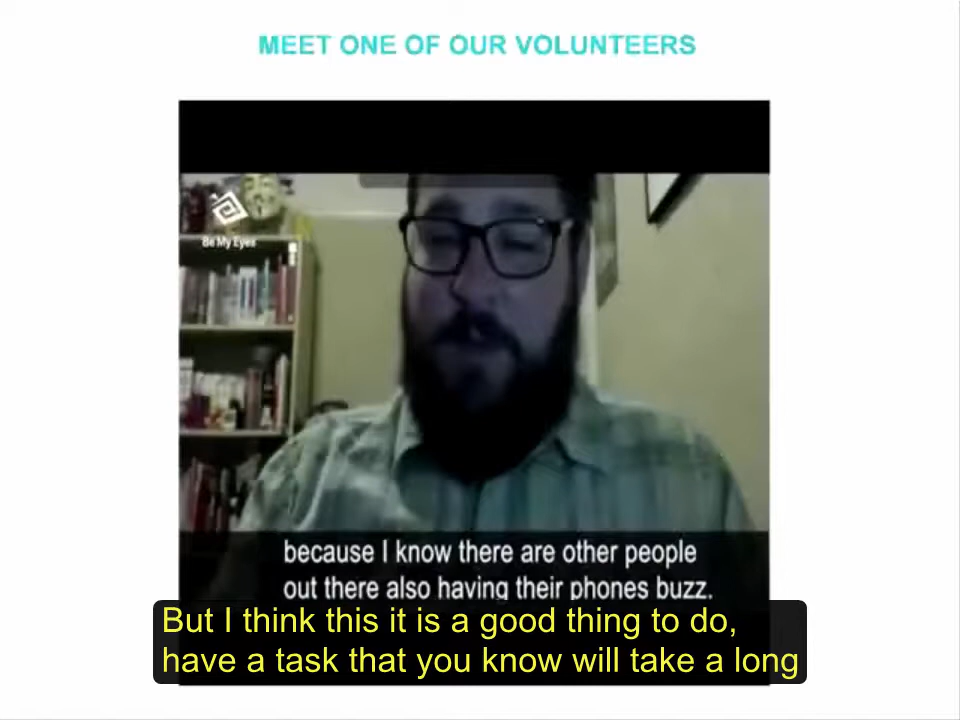 MEET ONE OF OUR VOLUNTEERS
Be My Eyes
because I know there are other people
out there also having their phones buzz.
But I think this it is a good thing to do,
have a task that you know will take a long